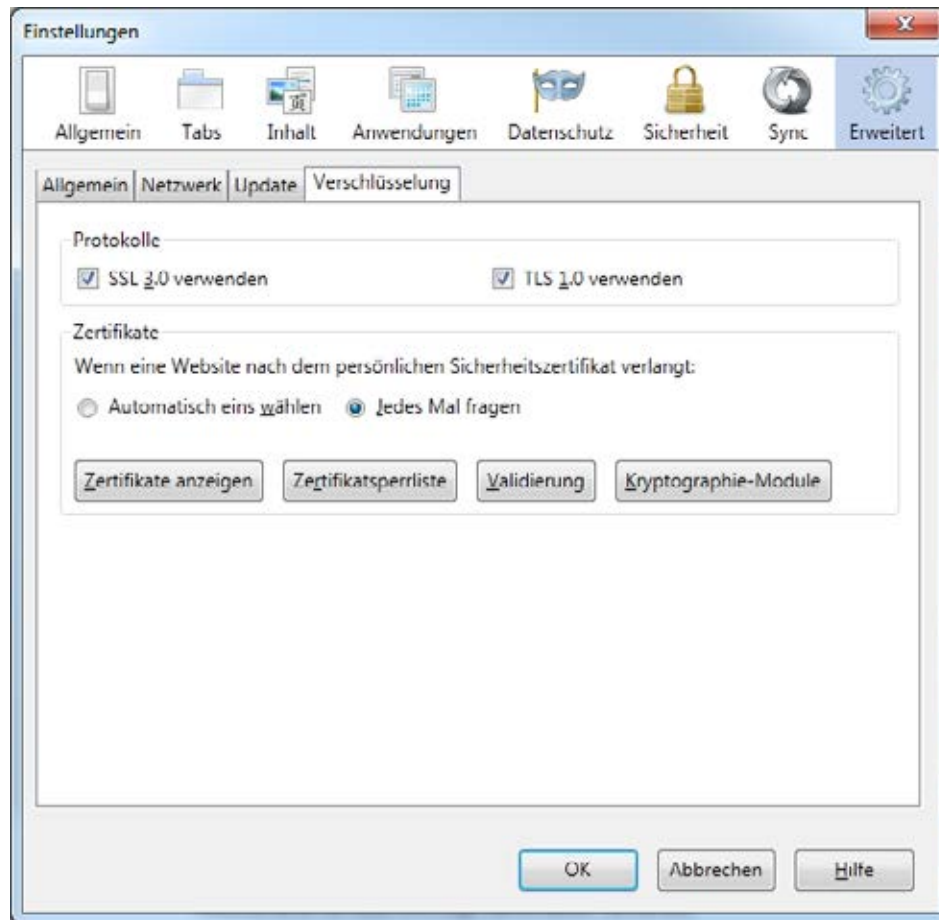 Einstellungen
Allgemein Tabs Inhalt Anwendungen Datenschutz Sicherheit Sync Erweitert
Allgemein Netzwerk Update Verschlüsselung
Protokolle
SSL 3.0 verwenden TLS 1.0 verwenden
Zertifikate
Wenn eine Website nach dem persönlichen Sicherheitszertifikat verlangt:
Automatisch eins wählen Jedes Mal fragen
Zertifikate anzeigen Zertifikatsperrliste Validierung Kryptographie-Module
OK Abbrechen Hilfe